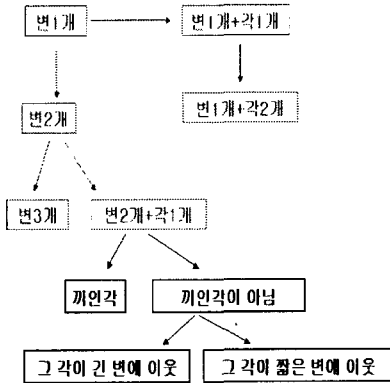 변1개
변1개+각1개
변2개
변1개+각2개
변3개
변2개+각1개
끼인각
끼인각이 아님
그 각이 긴 변에 이웃
그 각이 짧은 변에 이웃